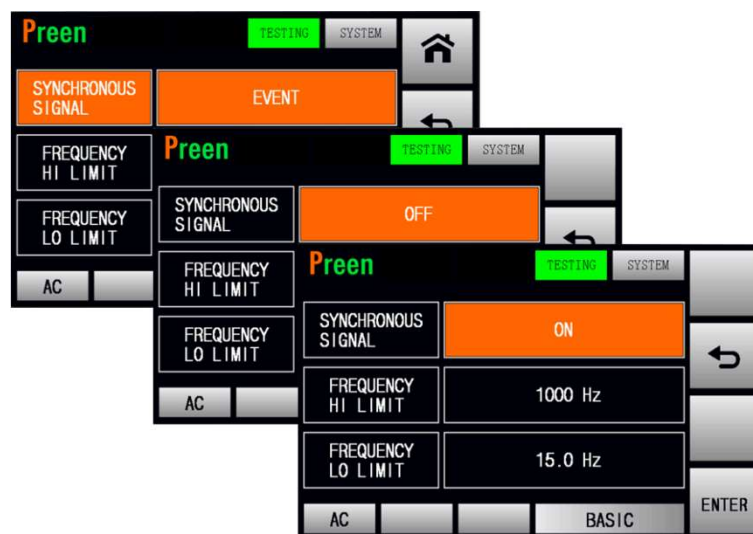 Preen
TESTING SYSTEM
SYNCHRONOUS
SIGNAL
EVENT
FREQUENCY
HI LIMIT
FREQUENCY
LO LIMIT
AC
Preen
TESTING SYSTEM
SYNCHRONOUS
SIGNAL
OFF
FREQUENCY
HI LIMIT
FREQUENCY
LO LIMIT
AC
Preen
TESTING SYSTEM
SYNCHRONOUS
SIGNAL
ON
FREQUENCY
HI LIMIT
1000 Hz
FREQUENCY
LO LIMIT
15.0 Hz
AC
BASIC
ENTER